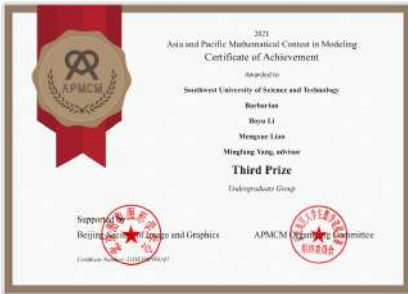 APMCM
2021
Asia and Pacific Mathematical Contest in Modeling
Certificate of Achievement
Awarded to
Southwest University of Science and Technology
Barbarian
Boyu Li
Mengxue Liao
Mingfang Yang, advisor
Third Prize
Undergraduate Group
Supported by
Beijing Society of Image and Graphics
APMCM Organizing Committee
Certificate Number: